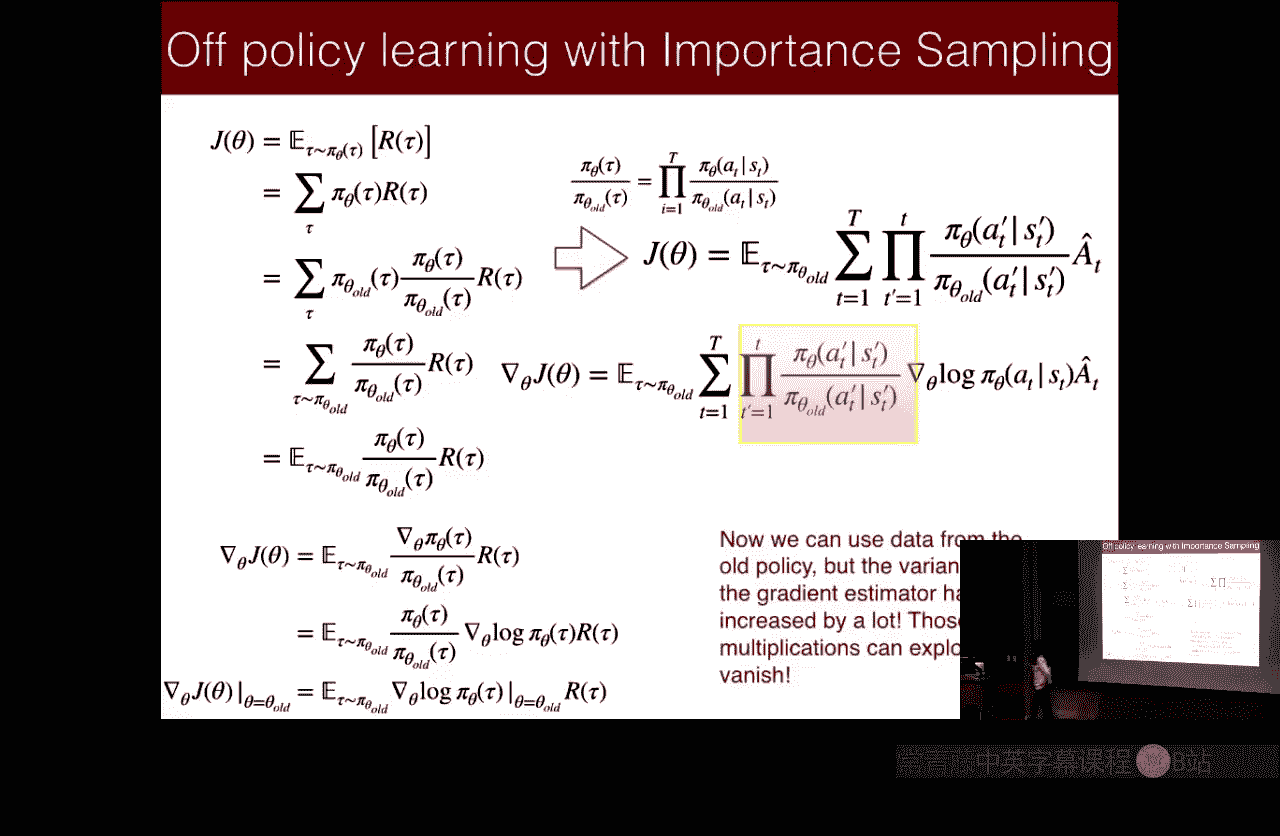 Off policy learning with Importance Sampling
J(θ) = 𝔼_{τ∼π_θ(τ)} [R(τ)]
= ∑_τ π_θ(τ)R(τ)
= ∑_τ π_{θ_old}(τ) π_θ(τ)/π_{θ_old}(τ) R(τ)
= ∑_{τ∼π_{θ_old}} π_θ(τ)/π_{θ_old}(τ) R(τ)
= 𝔼_{τ∼π_{θ_old}} π_θ(τ)/π_{θ_old}(τ) R(τ)
∇_θ J(θ) = 𝔼_{τ∼π_{θ_old}} ∇_θ π_θ(τ)/π_{θ_old}(τ) R(τ)
= 𝔼_{τ∼π_{θ_old}} π_θ(τ)/π_{θ_old}(τ) ∇_θ log π_θ(τ)R(τ)
∇_θ J(θ)|_{θ=θ_old} = 𝔼_{τ∼π_{θ_old}} ∇_θ log π_θ(τ)|_{θ=θ_old} R(τ)
π_θ(τ)/π_{θ_old}(τ) = ∏_{i=1}^{T} π_θ(a_t|s_t)/π_{θ_old}(a_t|s_t)
J(θ) = 𝔼_{τ∼π_{θ_old}} ∑_{t=1}^{T} ∏_{t'=1}^{t} π_θ(a'_t|s'_t)/π_{θ_old}(a'_t|s'_t) Â_t
∇_θ J(θ) = 𝔼_{τ∼π_{θ_old}} ∑_{t=1}^{T} ∏_{t'=1}^{t} π_θ(a'_t|s'_t)/π_{θ_old}(a'_t|s'_t) ∇_θ log π_θ(a_t|s_t)Â_t
Now we can use data from the
old policy, but the varian
the gradient estimator ha
increased by a lot! Those
multiplications can explo
vanish!
Off policy learning with Importance Sampling
中英字幕课程
B站